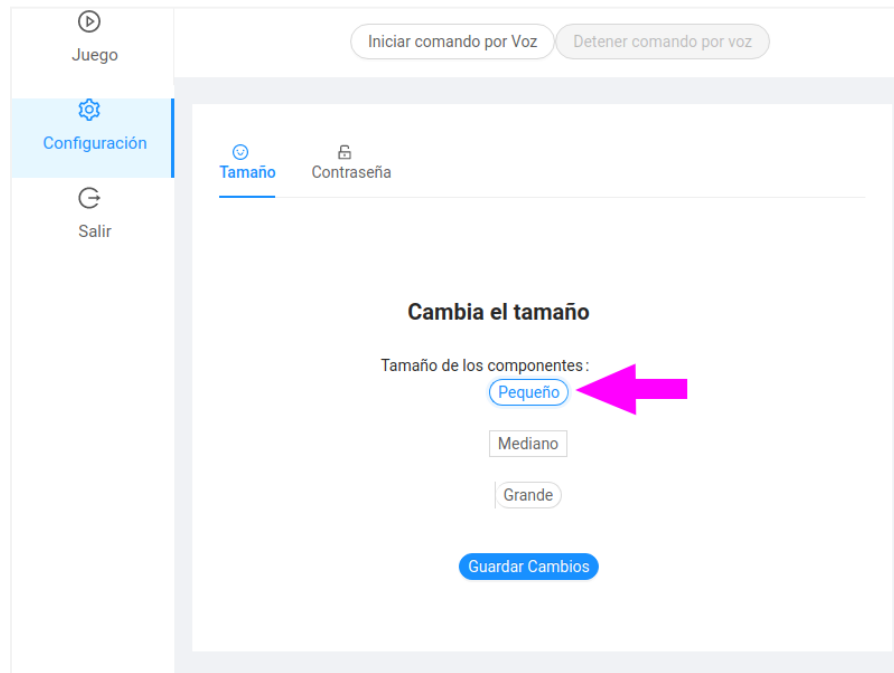 Juego
Iniciar comando por Voz
Detener comando por voz
Configuración
Tamaño
Contraseña
Salir
Cambia el tamaño
Tamaño de los componentes:
Pequeño
Mediano
Grande
Guardar Cambios